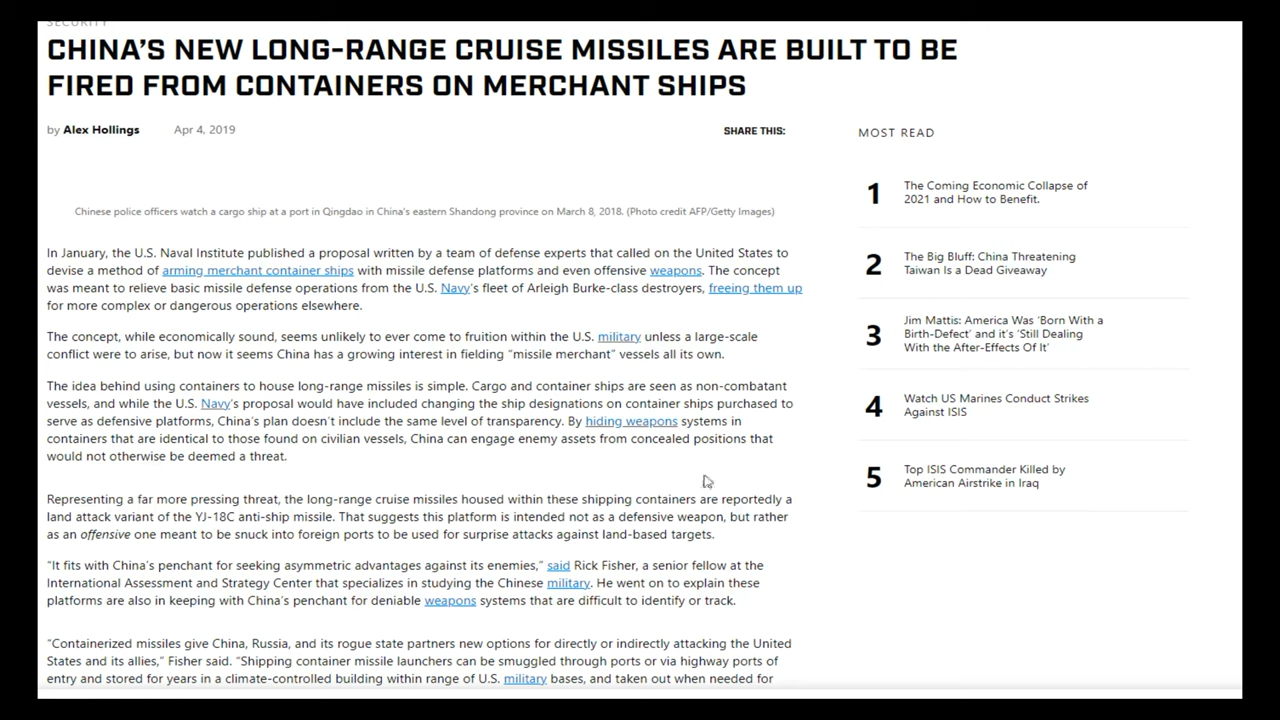 SECURITY
CHINA'S NEW LONG-RANGE CRUISE MISSILES ARE BUILT TO BE
FIRED FROM CONTAINERS ON MERCHANT SHIPS
by Alex Hollings Apr 4, 2019 SHARE THIS:
Chinese police officers watch a cargo ship at a port in Qingdao in China's eastern Shandong province on March 8, 2018. (Photo credit AFP/Getty Images)
In January, the U.S. Naval Institute published a proposal written by a team of defense experts that called on the United States to
devise a method of arming merchant container ships with missile defense platforms and even offensive weapons. The concept
was meant to relieve basic missile defense operations from the U.S. Navy's fleet of Arleigh Burke-class destroyers, freeing them up
for more complex or dangerous operations elsewhere.
The concept, while economically sound, seems unlikely to ever come to fruition within the U.S. military unless a large-scale
conflict were to arise, but now it seems China has a growing interest in fielding “missile merchant” vessels all its own.
The idea behind using containers to house long-range missiles is simple. Cargo and container ships are seen as non-combatant
vessels, and while the U.S. Navy's proposal would have included changing the ship designations on container ships purchased to
serve as defensive platforms, China's plan doesn't include the same level of transparency. By hiding weapons systems in
containers that are identical to those found on civilian vessels, China can engage enemy assets from concealed positions that
would not otherwise be deemed a threat.
Representing a far more pressing threat, the long-range cruise missiles housed within these shipping containers are reportedly a
land attack variant of the YJ-18C anti-ship missile. That suggests this platform is intended not as a defensive weapon, but rather
as an offensive one meant to be snuck into foreign ports to be used for surprise attacks against land-based targets.
“It fits with China's penchant for seeking asymmetric advantages against its enemies,” said Rick Fisher, a senior fellow at the
International Assessment and Strategy Center that specializes in studying the Chinese military. He went on to explain these
platforms are also in keeping with China's penchant for deniable weapons systems that are difficult to identify or track.
“Containerized missiles give China, Russia, and its rogue state partners new options for directly or indirectly attacking the United
States and its allies,” Fisher said. “Shipping container missile launchers can be smuggled through ports or via highway ports of
entry and stored for years in a climate-controlled building within range of U.S. military bases, and taken out when needed for
MOST READ
1 The Coming Economic Collapse of
2021 and How to Benefit.
2 The Big Bluff: China Threatening
Taiwan Is a Dead Giveaway
3 Jim Mattis: America Was ‘Born With a
Birth-Defect’ and it's ‘Still Dealing
With the After-Effects Of It’
4 Watch US Marines Conduct Strikes
Against ISIS
5 Top ISIS Commander Killed by
American Airstrike in Iraq